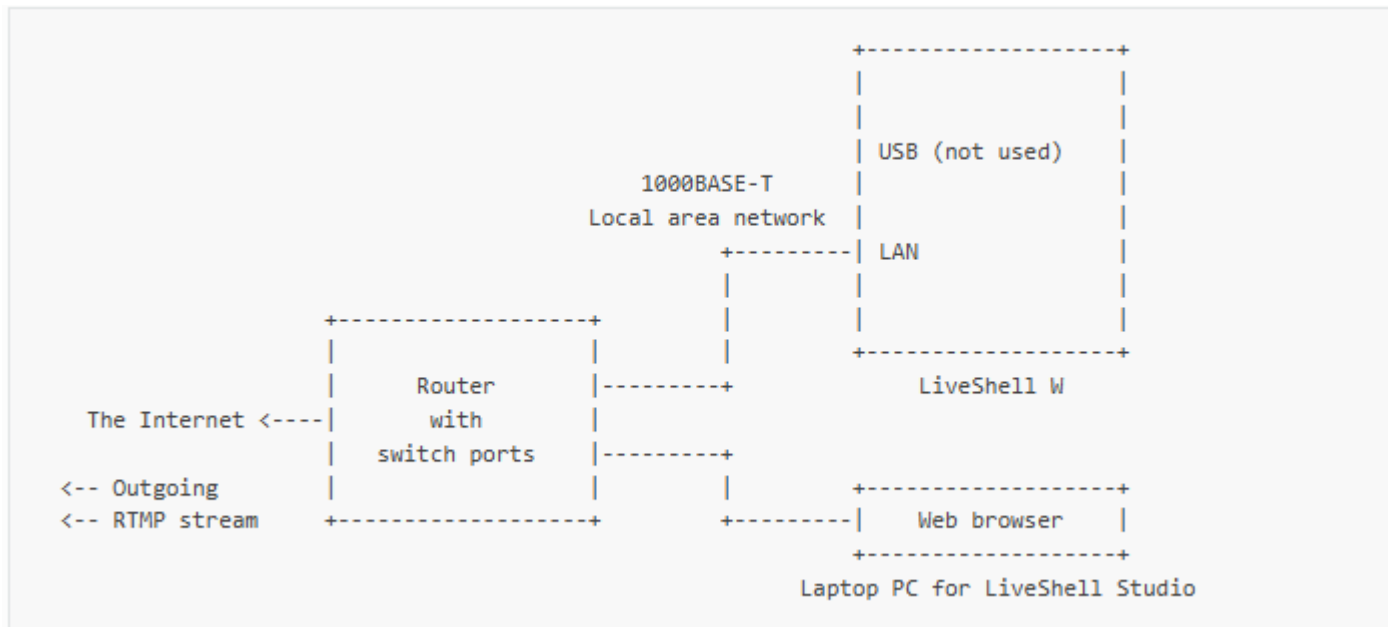 USB (not used)
1000BASE-T
Local area network
LAN
Router
LiveShell W
The Internet <----
with
switch ports
<-- Outgoing
<-- RTMP stream
Web browser
Laptop PC for LiveShell Studio